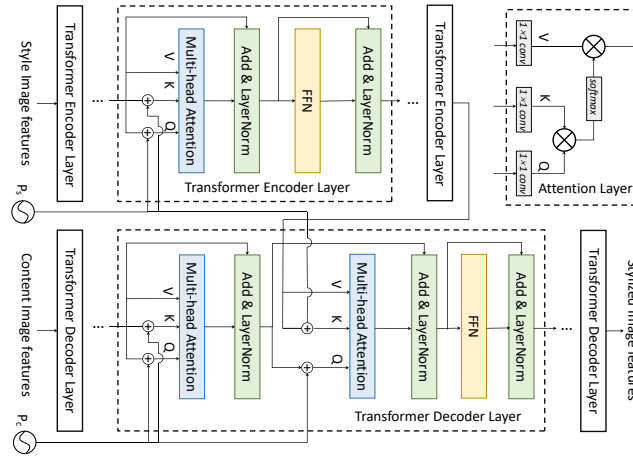 Style Image features
Transformer Encoder Layer
...
V
K
Q
Multi-head Attention
Add & LayerNorm
FFN
Add & LayerNorm
Transformer Encoder Layer
...
Transformer Encoder Layer
V
K
Q
1×1 conv
1×1 conv
1×1 conv
softmax
Attention Layer
Ps
Content Image features
Transformer Decoder Layer
...
V
K
Q
Multi-head Attention
Add & LayerNorm
V
K
Q
Multi-head Attention
Add & LayerNorm
FFN
Add & LayerNorm
Transformer Decoder Layer
...
Transformer Decoder Layer
Stylized Image features
Pc